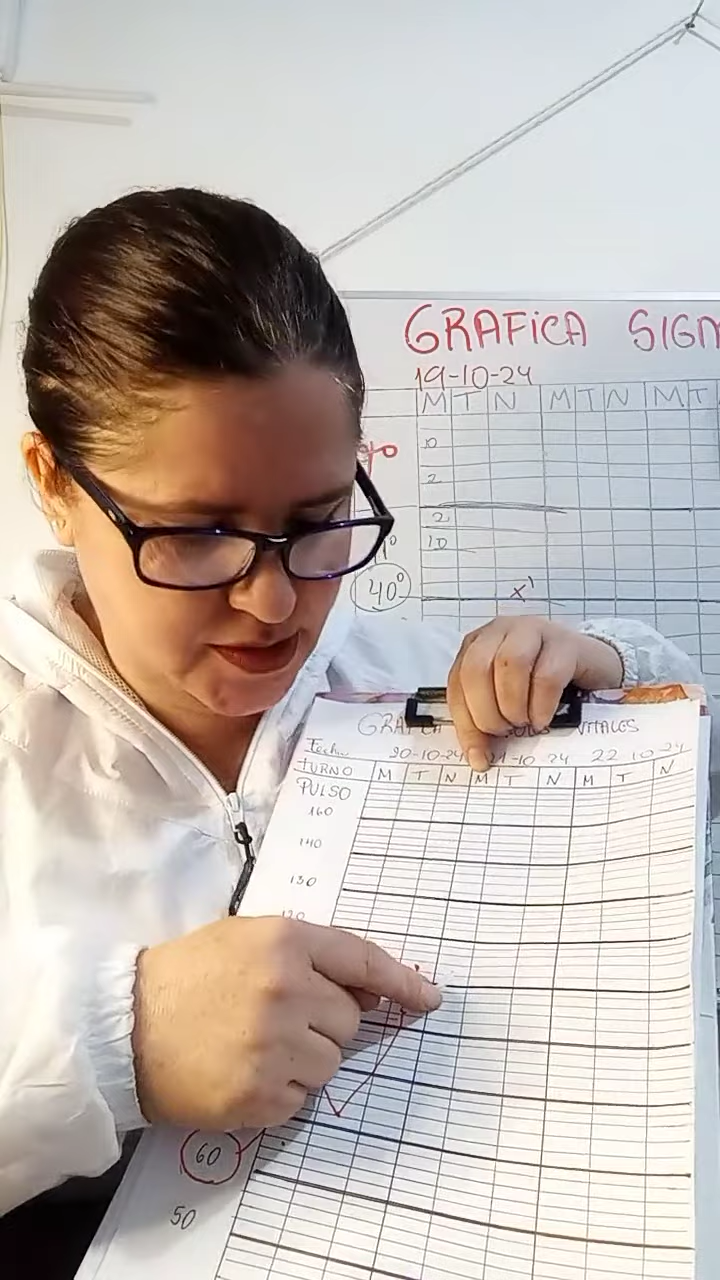 GRAFICA SIGN
19-10-24
M T N M T N M T
10
2
2
10
40°
x'
VITALES
Fecha 20-10-24 21-10-24 22 10-24
TURNO M T N M T N M T N
PULSO
160
140
130
120
60
50